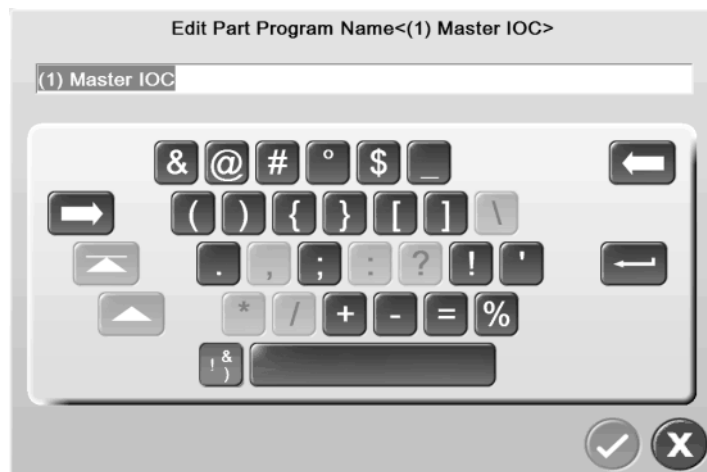 Edit Part Program Name<(1) Master IOC>
(1) Master IOC
& @ # ° $ _
( ) { } [ ] \
. , ; : ? ! '
* / + - = %
! & )